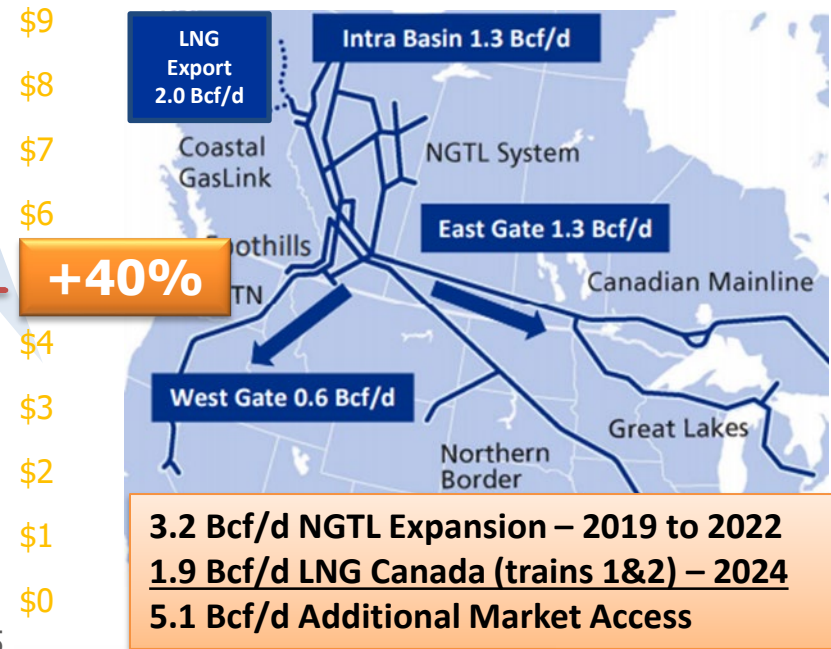 $9
$8
$7
$6
$4
$3
$2
$1
$0
LNG
Export
2.0 Bcf/d
Intra Basin 1.3 Bcf/d
Coastal
GasLink
NGTL System
East Gate 1.3 Bcf/d
+40%
Canadian Mainline
West Gate 0.6 Bcf/d
Great Lakes
Northern
Border
3.2 Bcf/d NGTL Expansion – 2019 to 2022
1.9 Bcf/d LNG Canada (trains 1&2) – 2024
5.1 Bcf/d Additional Market Access